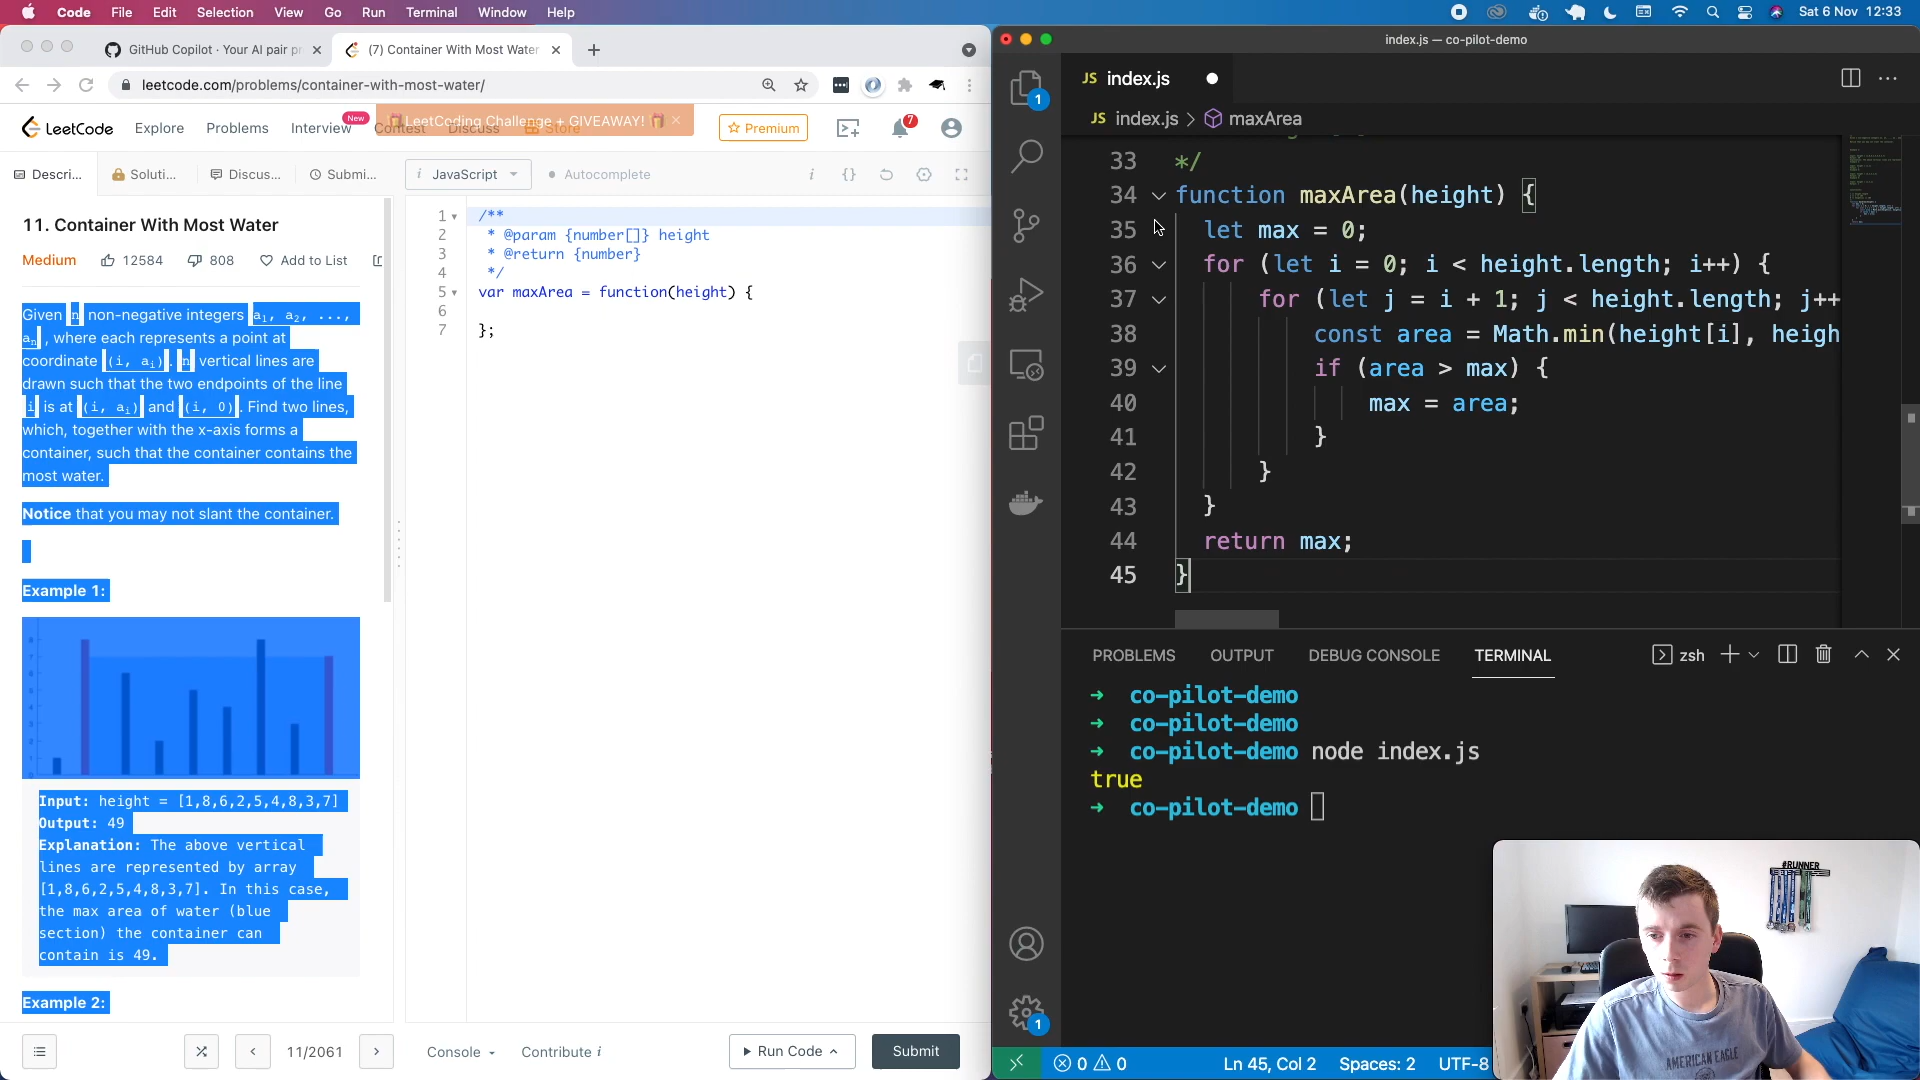 Code File Edit Selection View Go Run Terminal Window Help
Sat 6 Nov 12:33
GitHub Copilot · Your AI pair pr
(7) Container With Most Water
leetcode.com/problems/container-with-most-water/
LeetCode Explore Problems Interview New Contest Discuss Store
LeetCoding Challenge + GIVEAWAY!
Premium
7
Descri... Soluti... Discus... Submi...
i JavaScript Autocomplete
11. Container With Most Water
Medium 12584 808 Add to List
Given n non-negative integers a1, a2, ...,
an , where each represents a point at
coordinate (i, ai). n vertical lines are
drawn such that the two endpoints of the line
i is at (i, ai) and (i, 0). Find two lines,
which, together with the x-axis forms a
container, such that the container contains the
most water.
Notice that you may not slant the container.
Example 1:
Input: height = [1,8,6,2,5,4,8,3,7]
Output: 49
Explanation: The above vertical
lines are represented by array
[1,8,6,2,5,4,8,3,7]. In this case,
the max area of water (blue
section) the container can
contain is 49.
Example 2:
1 /**
2 * @param {number[]} height
3 * @return {number}
4 */
5 var maxArea = function(height) {
6
7 };
11/2061
Console Contribute i
Run Code
Submit
index.js — co-pilot-demo
JS index.js
JS index.js > maxArea
1
33 */
34 function maxArea(height) {
35 let max = 0;
36 for (let i = 0; i < height.length; i++) {
37 for (let j = i + 1; j < height.length; j++
38 const area = Math.min(height[i], heigh
39 if (area > max) {
40 max = area;
41 }
42 }
43 }
44 return max;
45 }
PROBLEMS OUTPUT DEBUG CONSOLE TERMINAL
zsh
→ co-pilot-demo
→ co-pilot-demo
→ co-pilot-demo node index.js
true
→ co-pilot-demo
1
0 0
Ln 45, Col 2 Spaces: 2 UTF-8
#RUNNER
AMERICAN EAGLE